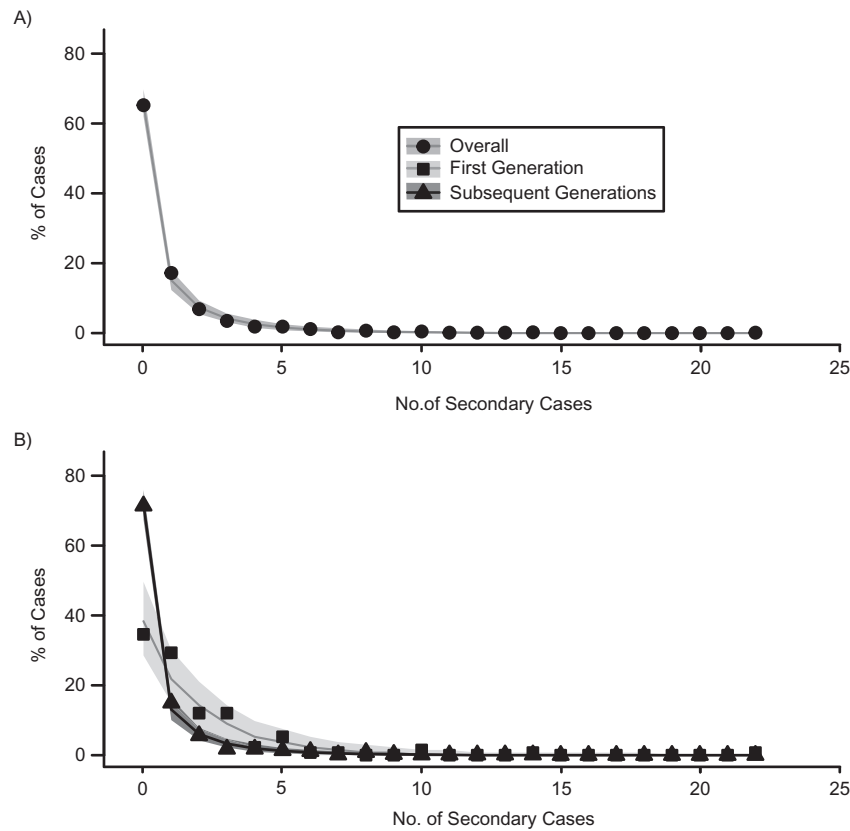 A)
80
60
40
20
0
% of Cases
Overall
First Generation
Subsequent Generations
0 5 10 15 20 25
No.of Secondary Cases
B)
80
60
40
20
0
% of Cases
0 5 10 15 20 25
No. of Secondary Cases